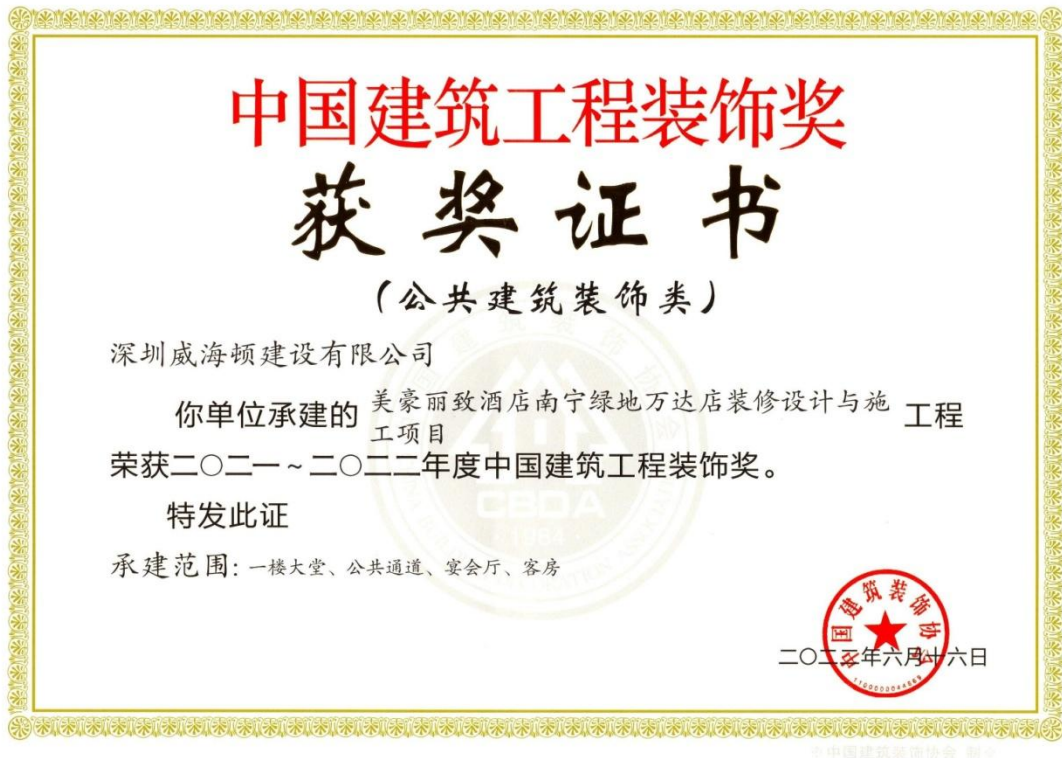 中国建筑工程装饰奖
获奖证书
(公共建筑装饰类)
深圳威海顿建设有限公司
你单位承建的 美豪丽致酒店南宁绿地万达店装修设计与施工项目 工程
荣获二〇二一~二〇二二年度中国建筑工程装饰奖。
特发此证
承建范围: 一楼大堂、公共通道、宴会厅、客房
中国建筑装饰协会
二〇二三年六月十六日
CBDA
1984